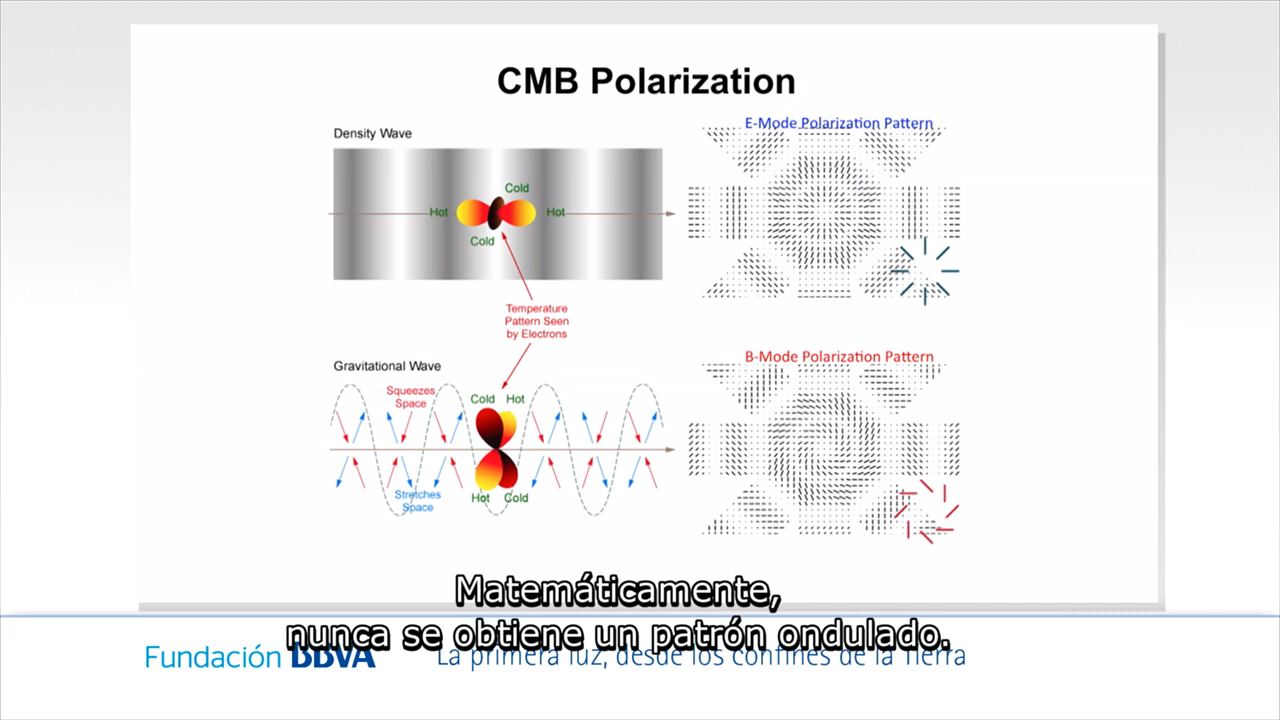 CMB Polarization
Density Wave
Cold
Hot
Hot
Cold
Temperature
Pattern Seen
by Electrons
Gravitational Wave
Squeezes
Space
Cold
Hot
Stretches
Space
Hot
Cold
E-Mode Polarization Pattern
B-Mode Polarization Pattern
Matemáticamente,
nunca se obtiene un patrón ondulado.
Fundación BBVA
La primera luz, desde los confines de la Tierra